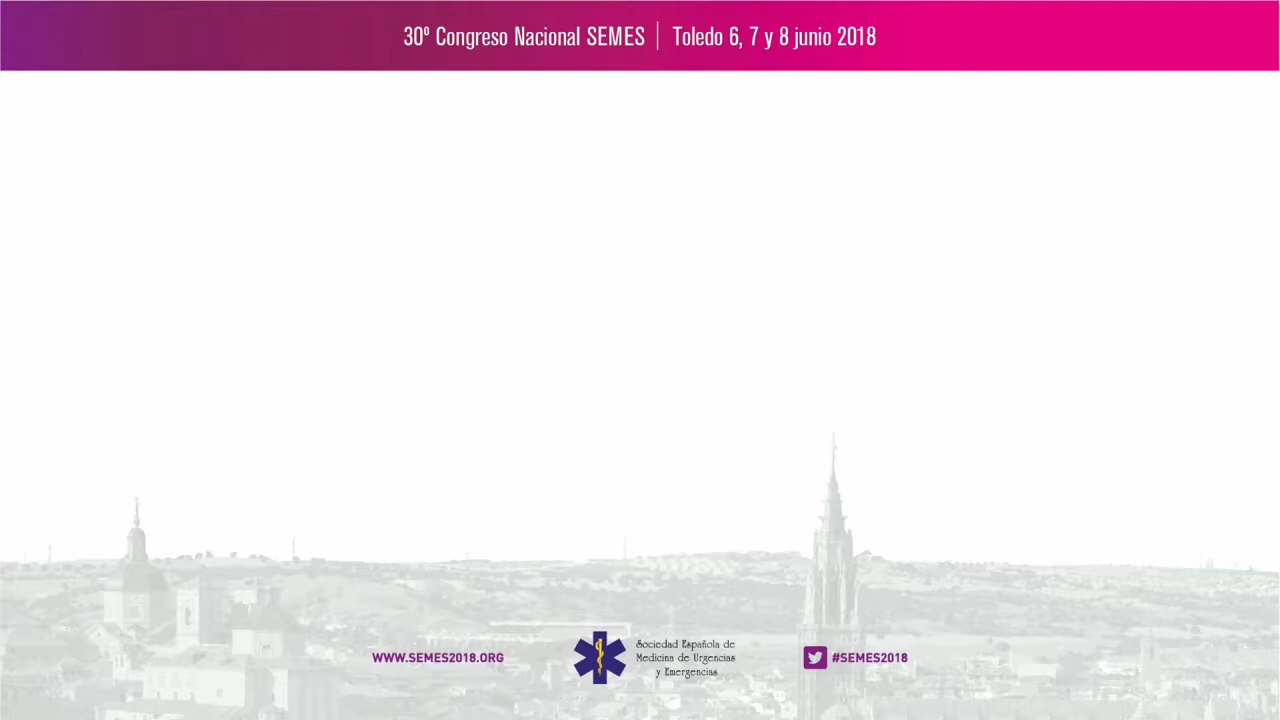 30º Congreso Nacional SEMES | Toledo 6, 7 y 8 junio 2018
WWW.SEMES2018.ORG
Sociedad Española de
Medicina de Urgencias
y Emergencias
#SEMES2018